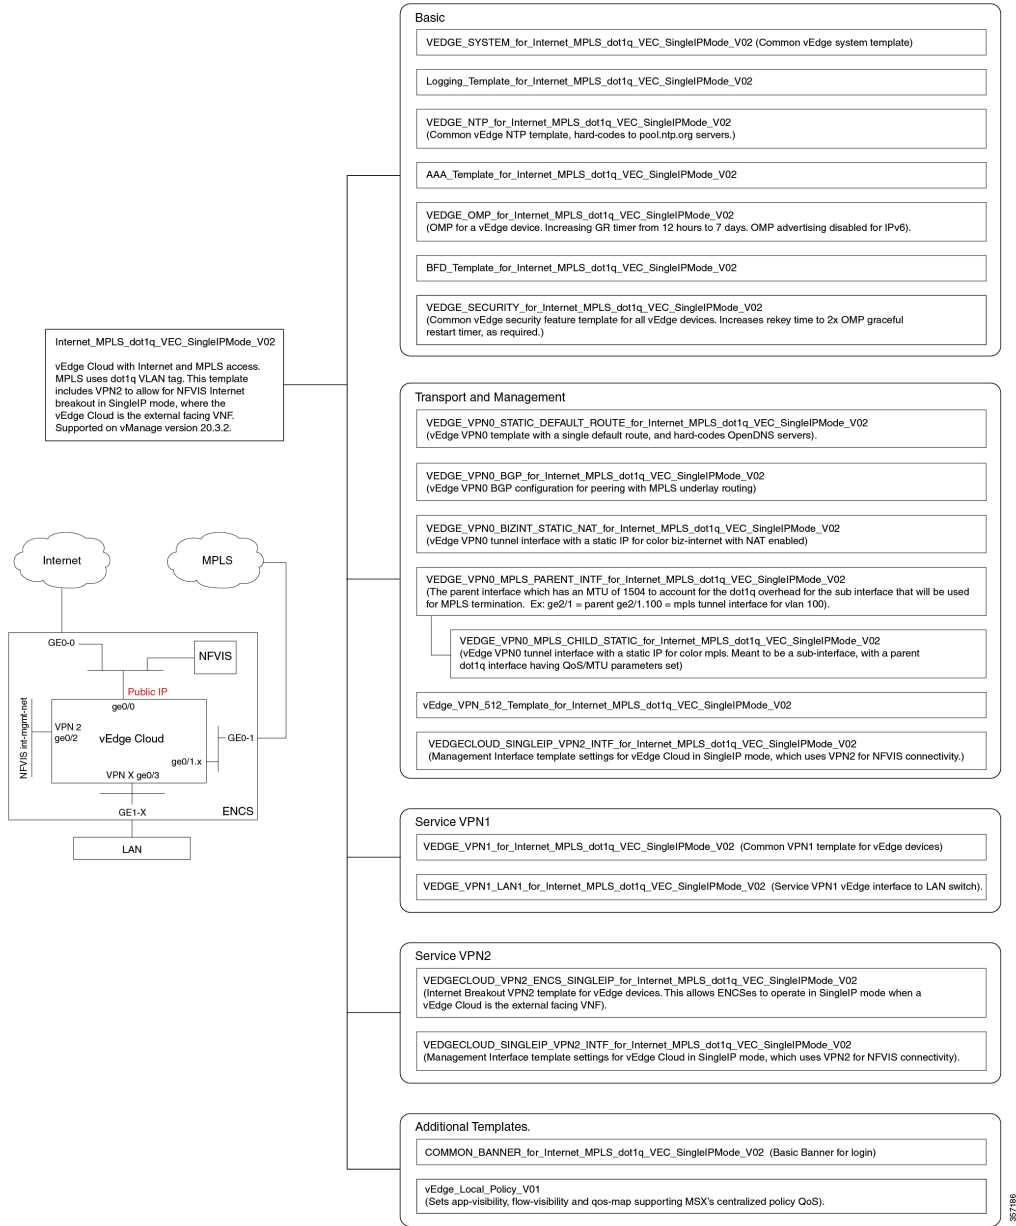 Basic
VEDGE_SYSTEM_for_Internet_MPLS_dot1q_VEC_SingleIPMode_V02 (Common vEdge system template)
Logging_Template_for_Internet_MPLS_dot1q_VEC_SingleIPMode_V02
VEDGE_NTP_for_Internet_MPLS_dot1q_VEC_SingleIPMode_V02
(Common vEdge NTP template, hard-codes to pool.ntp.org servers.)
AAA_Template_for_Internet_MPLS_dot1q_VEC_SingleIPMode_V02
VEDGE_OMP_for_Internet_MPLS_dot1q_VEC_SingleIPMode_V02
(OMP for a vEdge device. Increasing GR timer from 12 hours to 7 days. OMP advertising disabled for IPv6).
BFD_Template_for_Internet_MPLS_dot1q_VEC_SingleIPMode_V02
VEDGE_SECURITY_for_Internet_MPLS_dot1q_VEC_SingleIPMode_V02
(Common vEdge security feature template for all vEdge devices. Increases rekey time to 2x OMP graceful
restart timer, as required.)
Internet_MPLS_dot1q_VEC_SingleIPMode_V02
vEdge Cloud with Internet and MPLS access.
MPLS uses dot1q VLAN tag. This template
includes VPN2 to allow for NFVIS Internet
breakout in SingleIP mode, where the
vEdge Cloud is the external facing VNF.
Supported on vManage version 20.3.2.
Transport and Management
VEDGE_VPN0_STATIC_DEFAULT_ROUTE_for_Internet_MPLS_dot1q_VEC_SingleIPMode_V02
(vEdge VPN0 template with a single default route, and hard-codes OpenDNS servers).
VEDGE_VPN0_BGP_for_Internet_MPLS_dot1q_VEC_SingleIPMode_V02
(vEdge VPN0 BGP configuration for peering with MPLS underlay routing)
VEDGE_VPN0_BIZINT_STATIC_NAT_for_Internet_MPLS_dot1q_VEC_SingleIPMode_V02
(vEdge VPN0 tunnel interface with a static IP for color biz-internet with NAT enabled)
VEDGE_VPN0_MPLS_PARENT_INTF_for_Internet_MPLS_dot1q_VEC_SingleIPMode_V02
(The parent interface which has an MTU of 1504 to account for the dot1q overhead for the sub interface that will be used
for MPLS termination. Ex: ge2/1 = parent ge2/1.100 = mpls tunnel interface for vlan 100).
VEDGE_VPN0_MPLS_CHILD_STATIC_for_Internet_MPLS_dot1q_VEC_SingleIPMode_V02
(vEdge VPN0 tunnel interface with a static IP for color mpls. Meant to be a sub-interface, with a parent
dot1q interface having QoS/MTU parameters set)
vEdge_VPN_512_Template_for_Internet_MPLS_dot1q_VEC_SingleIPMode_V02
VEDGECLOUD_SINGLEIP_VPN2_INTF_for_Internet_MPLS_dot1q_VEC_SingleIPMode_V02
(Management Interface template settings for vEdge Cloud in SingleIP mode, which uses VPN2 for NFVIS connectivity.)
Internet
MPLS
GE0-0
NFVIS
Public IP
ge0/0
NFVIS int-mgmt-net
VPN 2
ge0/2
vEdge Cloud
GE0-1
ge0/1.x
VPN X ge0/3
GE1-X
ENCS
LAN
Service VPN1
VEDGE_VPN1_for_Internet_MPLS_dot1q_VEC_SingleIPMode_V02 (Common VPN1 template for vEdge devices)
VEDGE_VPN1_LAN1_for_Internet_MPLS_dot1q_VEC_SingleIPMode_V02 (Service VPN1 vEdge interface to LAN switch).
Service VPN2
VEDGECLOUD_VPN2_ENCS_SINGLEIP_for_Internet_MPLS_dot1q_VEC_SingleIPMode_V02
(Internet Breakout VPN2 template for vEdge devices. This allows ENCSes to operate in SingleIP mode when a
vEdge Cloud is the external facing VNF).
VEDGECLOUD_SINGLEIP_VPN2_INTF_for_Internet_MPLS_dot1q_VEC_SingleIPMode_V02
(Management Interface template settings for vEdge Cloud in SingleIP mode, which uses VPN2 for NFVIS connectivity).
Additional Templates.
COMMON_BANNER_for_Internet_MPLS_dot1q_VEC_SingleIPMode_V02 (Basic Banner for login)
vEdge_Local_Policy_V01
(Sets app-visibility, flow-visibility and qos-map supporting MSX's centralized policy QoS).
357186